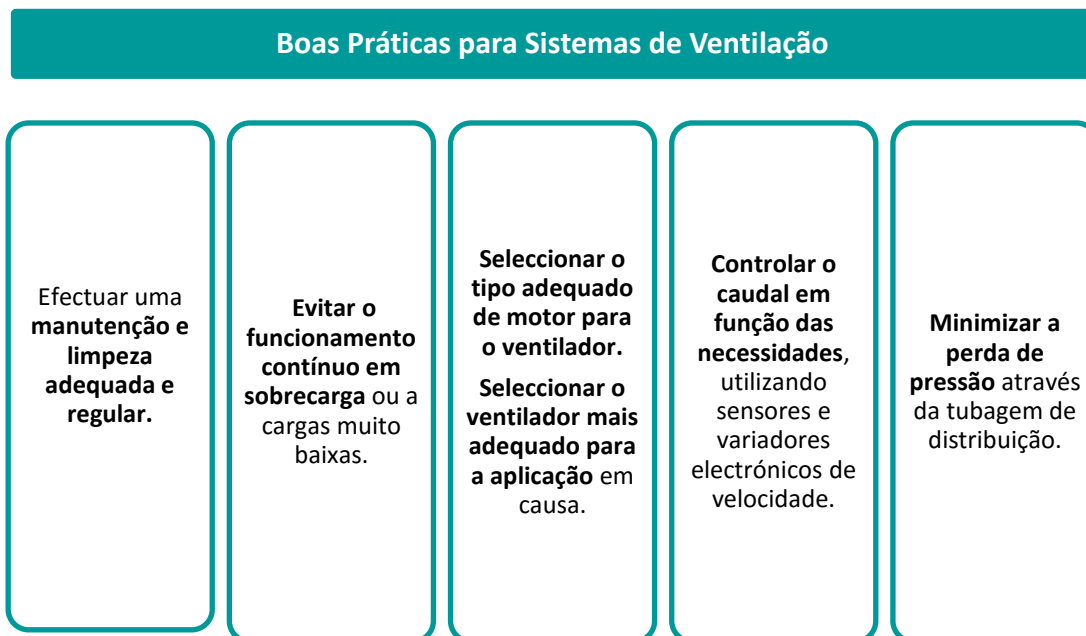 Boas Práticas para Sistemas de Ventilação
Efectuar uma
manutenção e
limpeza
adequada e
regular.
Evitar o
funcionamento
contínuo em
sobrecarga ou a
cargas muito
baixas.
Seleccionar o
tipo adequado
de motor para
o ventilador.
Seleccionar o
ventilador mais
adequado para
a aplicação em
causa.
Controlar o
caudal em
função das
necessidades,
utilizando
sensores e
variadores
electrónicos de
velocidade.
Minimizar a
perda de
pressão através
da tubagem de
distribuição.